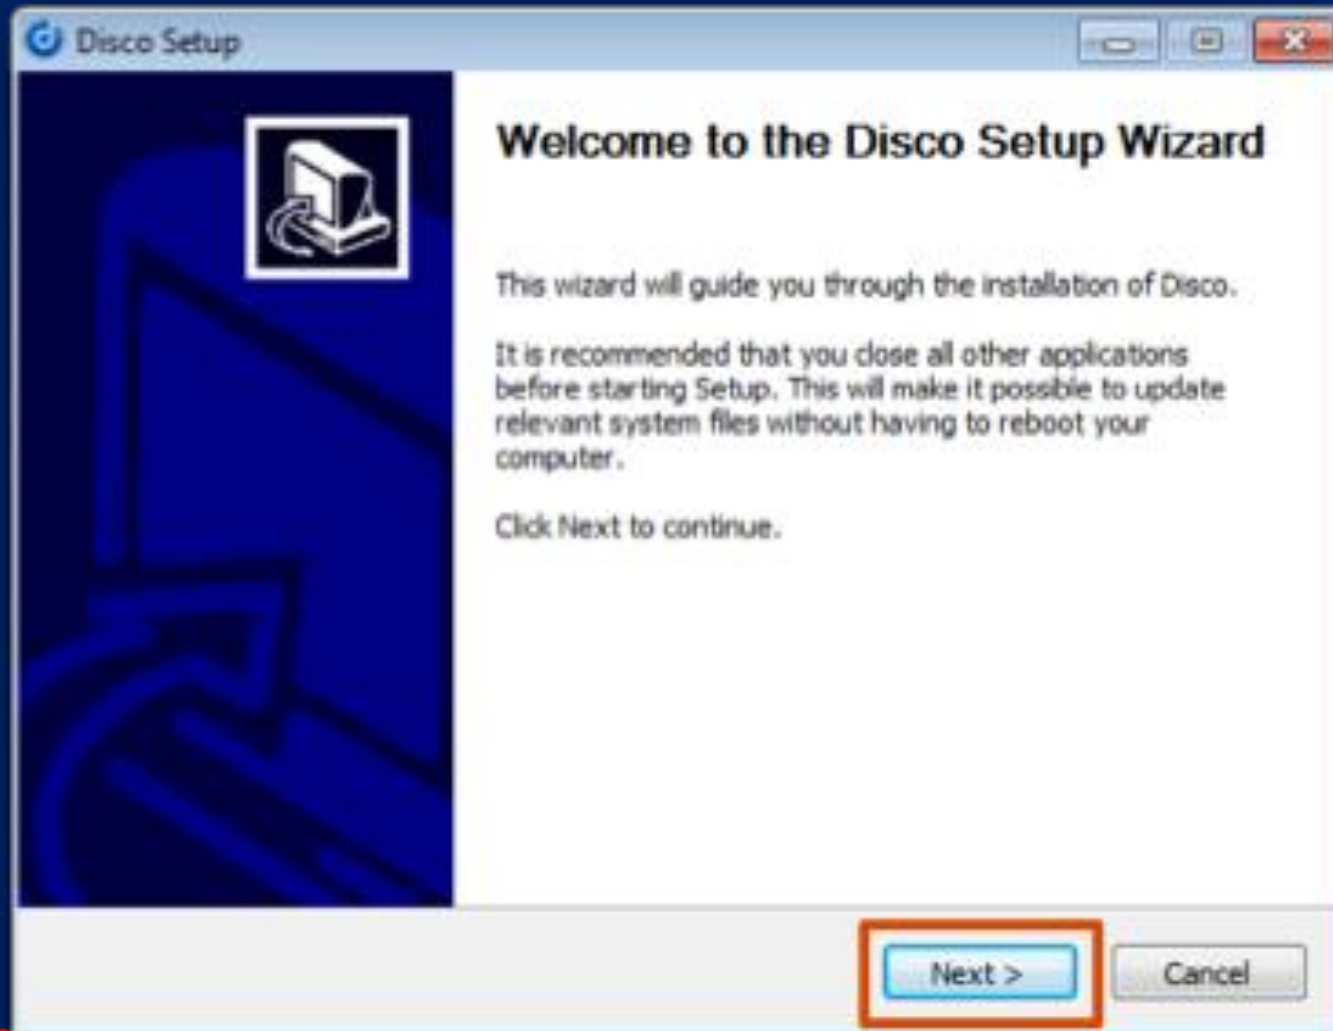 Disco Setup
Welcome to the Disco Setup Wizard
This wizard will guide you through the installation of Disco.
It is recommended that you close all other applications
before starting Setup. This will make it possible to update
relevant system files without having to reboot your
computer.
Click Next to continue.
Next >
Cancel